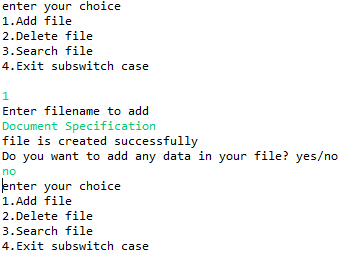 enter your choice
1.Add file
2.Delete file
3.Search file
4.Exit subswitch case
1
Enter filename to add
Document Specification
file is created successfully
Do you want to add any data in your file? yes/no
no
enter your choice
1.Add file
2.Delete file
3.Search file
4.Exit subswitch case